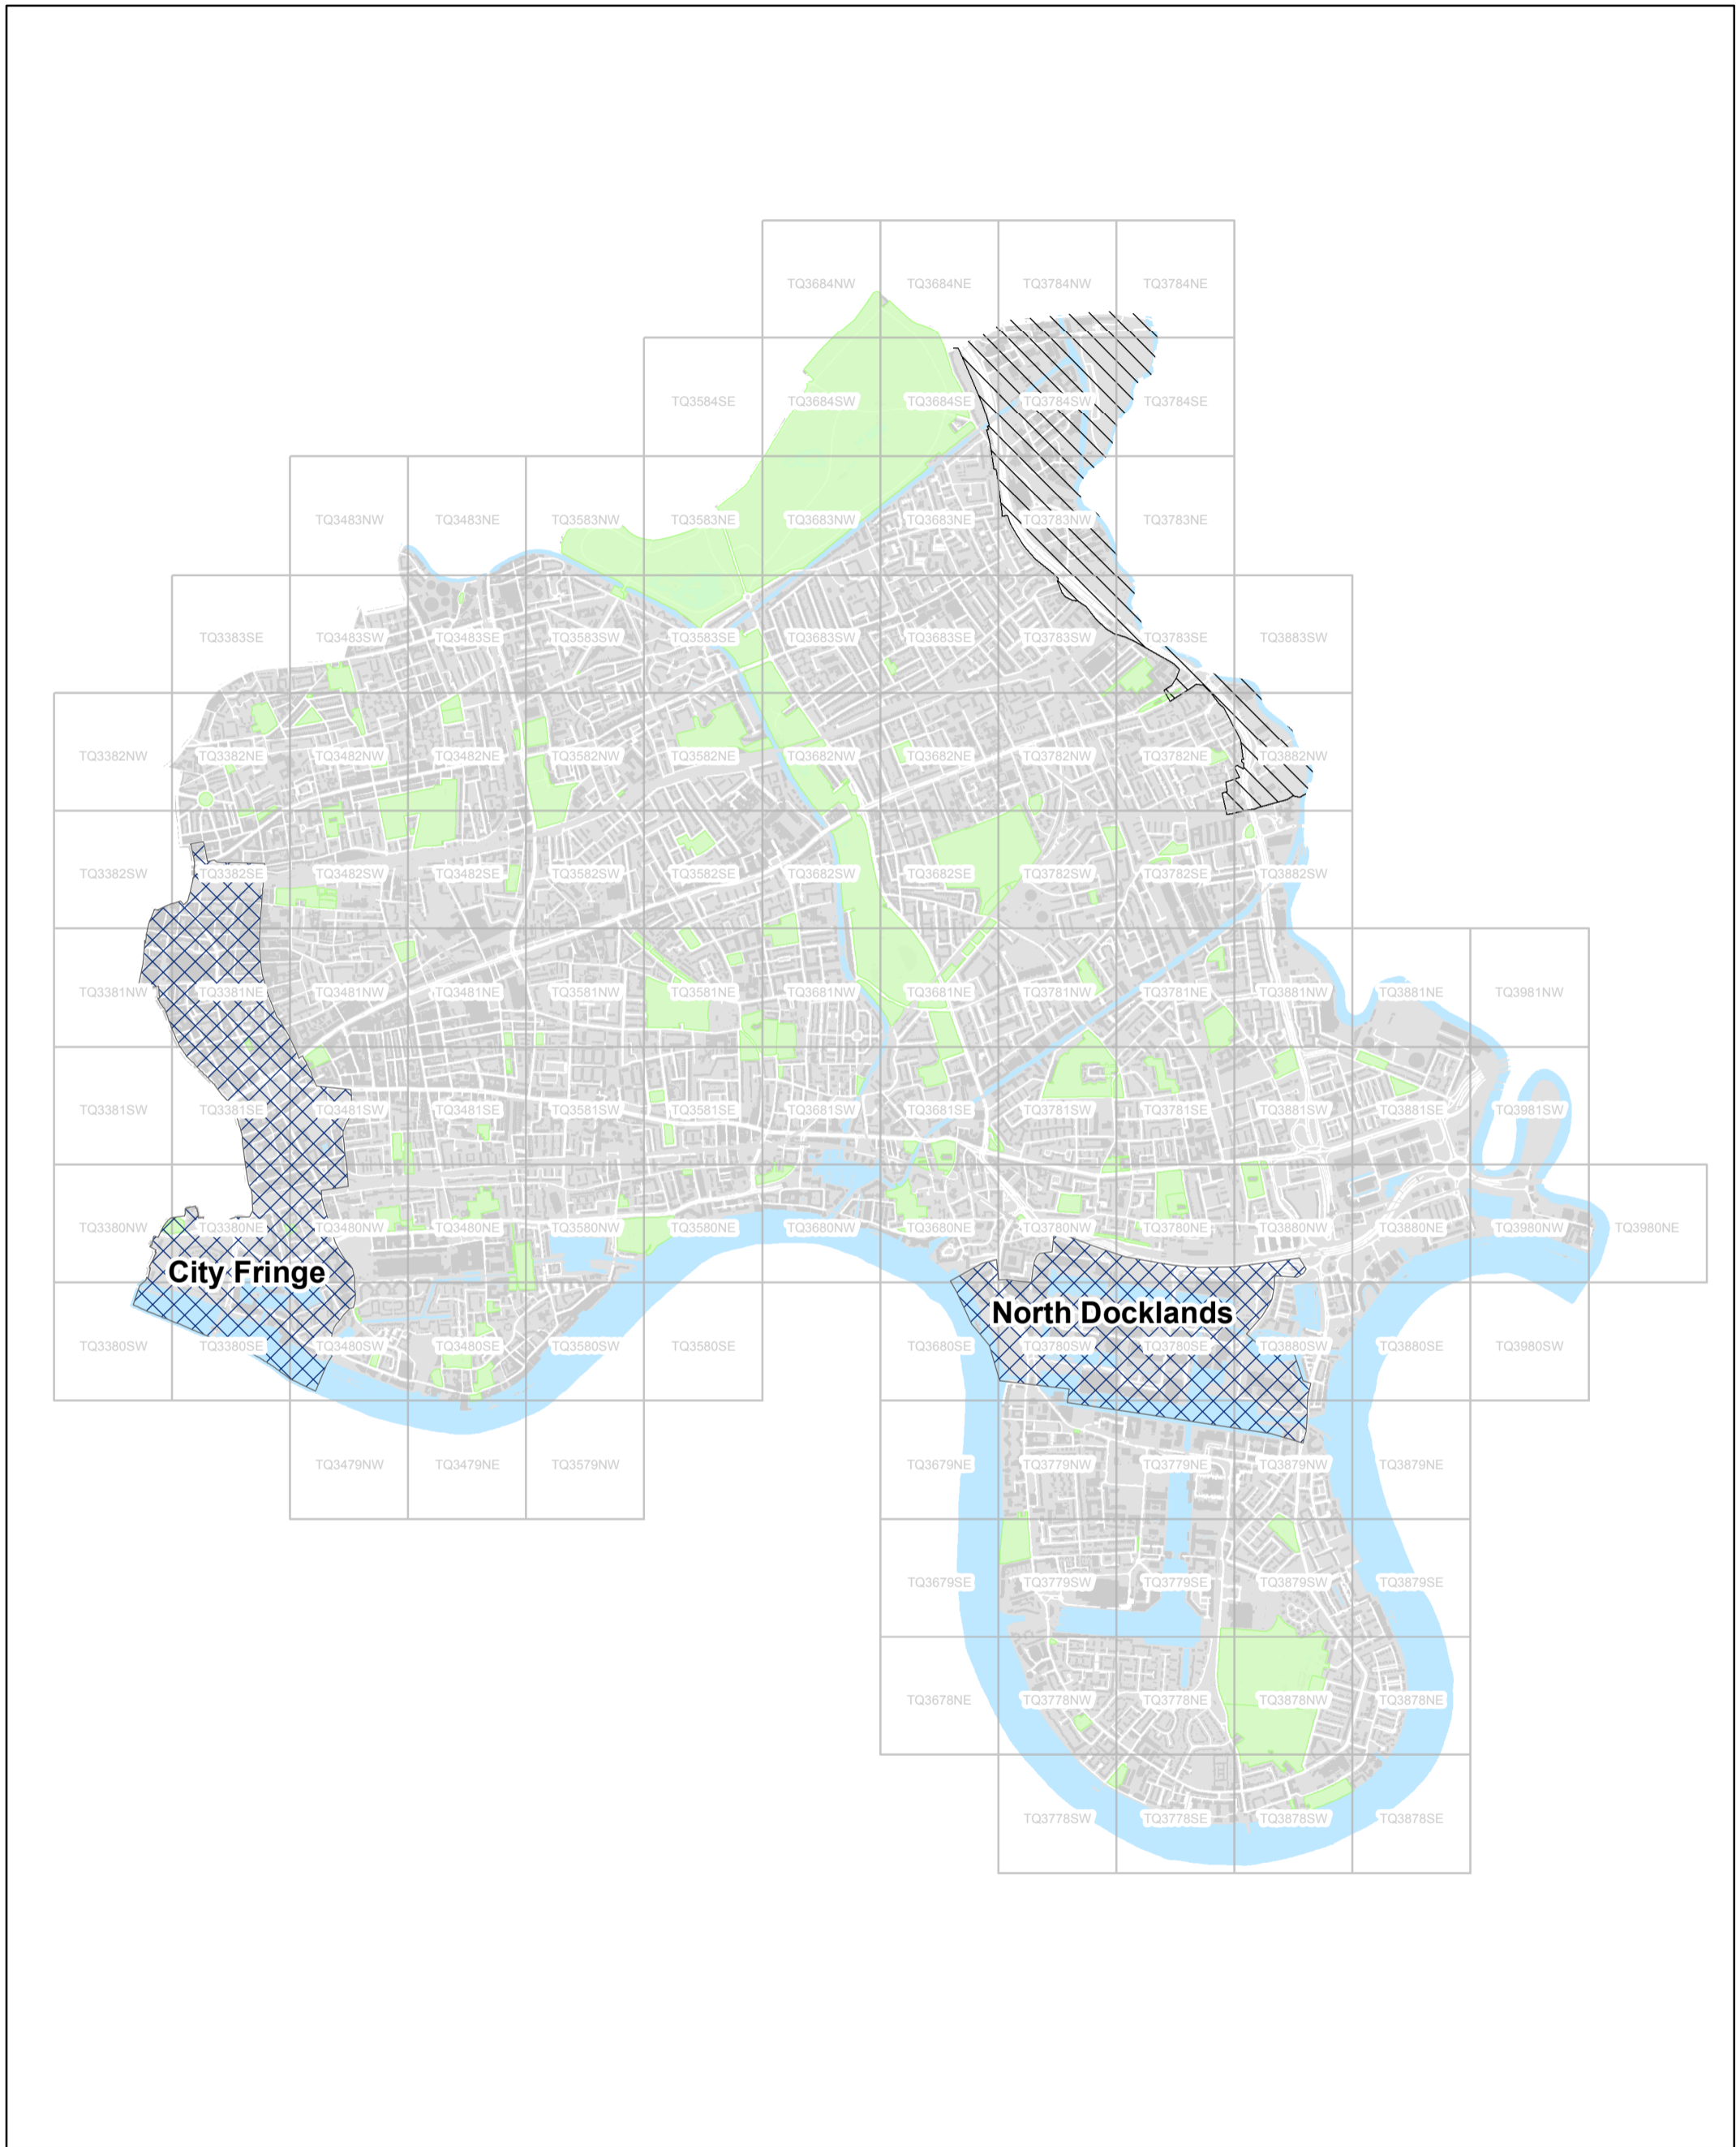 TQ3684NW TQ3684NE TQ3784NW TQ3784NE
TQ3584SE TQ3684SW TQ3684SE TQ3784SW TQ3784SE
TQ3483NW TQ3483NE TQ3583NW TQ3583NE TQ3683NW TQ3683NE TQ3783NW TQ3783NE
TQ3383SE TQ3483SW TQ3483SE TQ3583SW TQ3583SE TQ3683SW TQ3683SE TQ3783SW TQ3783SE TQ3883SW
TQ3382NW TQ3382NE TQ3482NW TQ3482NE TQ3582NW TQ3582NE TQ3682NW TQ3682NE TQ3782NW TQ3782NE TQ3882NW
TQ3382SW TQ3382SE TQ3482SW TQ3482SE TQ3582SW TQ3582SE TQ3682SW TQ3682SE TQ3782SW TQ3782SE TQ3882SW
TQ3381NW TQ3381NE TQ3481NW TQ3481NE TQ3581NW TQ3581NE TQ3681NW TQ3681NE TQ3781NW TQ3781NE TQ3881NW TQ3881NE TQ3981NW
TQ3381SW TQ3381SE TQ3481SW TQ3481SE TQ3581SW TQ3581SE TQ3681SW TQ3681SE TQ3781SW TQ3781SE TQ3881SW TQ3881SE TQ3981SW
TQ3380NW TQ3380NE TQ3480NW TQ3480NE TQ3580NW TQ3580NE TQ3680NW TQ3680NE TQ3780NW TQ3780NE TQ3880NW TQ3880NE TQ3980NW TQ3980NE
City Fringe
North Docklands
TQ3380SW TQ3380SE TQ3480SW TQ3480SE TQ3580SW TQ3580SE TQ3680SE TQ3780SW TQ3780SE TQ3880SW TQ3880SE TQ3980SW
TQ3479NW TQ3479NE TQ3579NW TQ3679NE TQ3779NW TQ3779NE TQ3879NW TQ3879NE
TQ3679SE TQ3779SW TQ3779SE TQ3879SW TQ3879SE
TQ3678NE TQ3778NW TQ3778NE TQ3878NW TQ3878NE
TQ3778SW TQ3778SE TQ3878SW TQ3878SE